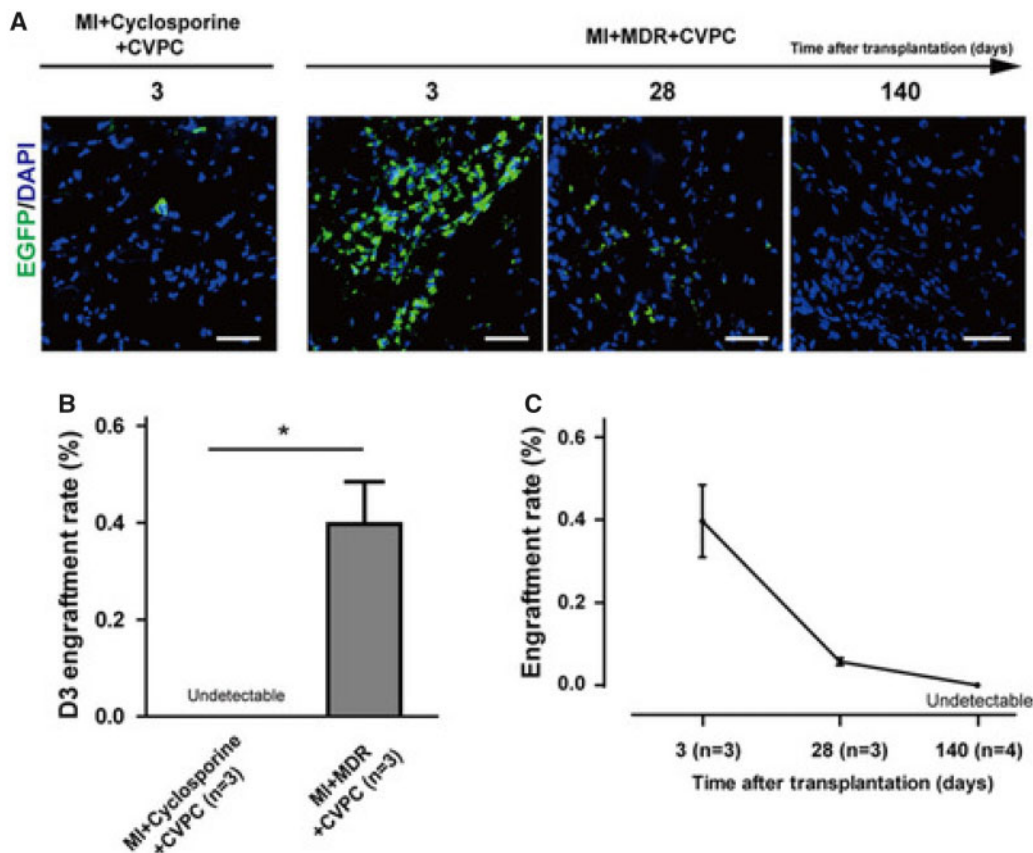 A
MI+Cyclosporine
+CVPC
MI+MDR+CVPC
Time after transplantation (days)
3
3
28
140
EGFP/DAPI
B
D3 engraftment rate (%)
0.6
0.4
0.2
0.0
*
Undetectable
MI+Cyclosporine
+CVPC (n=3)
MI+MDR
+CVPC (n=3)
C
Engraftment rate (%)
0.6
0.4
0.2
0.0
Undetectable
3 (n=3)
28 (n=3)
140 (n=4)
Time after transplantation (days)